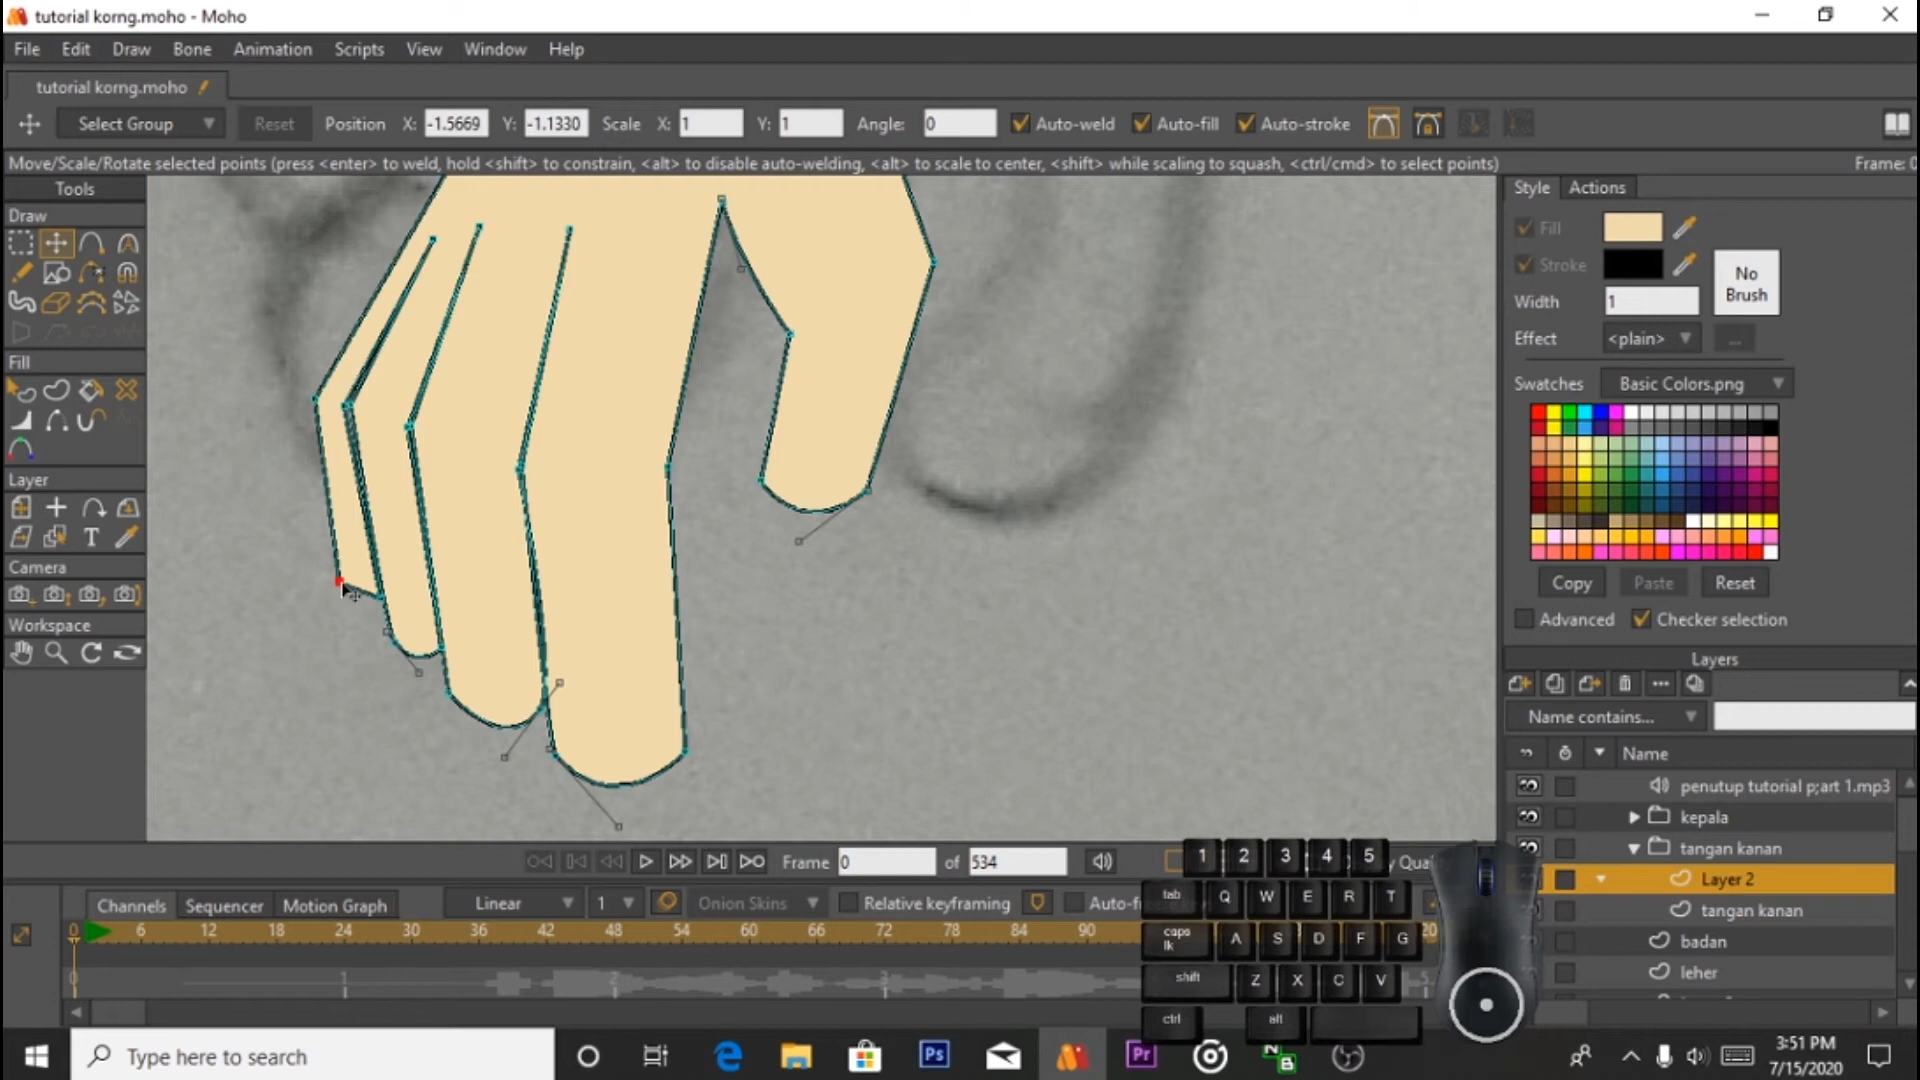 tutorial korng.moho - Moho
File Edit Draw Bone Animation Scripts View Window Help
tutorial korng.moho
Select Group Reset Position X: -1.5669 Y: -1.1330 Scale X: 1 Y: 1 Angle: 0 Auto-weld Auto-fill Auto-stroke
Move/Scale/Rotate selected points (press <enter> to weld, hold <shift> to constrain, <alt> to disable auto-welding, <alt> to scale to center, <shift> while scaling to squash, <ctrl/cmd> to select points) Frame: 0
Tools
Draw
Fill
Layer
Camera
Workspace
Style Actions
Fill
Stroke
No
Brush
Width 1
Effect <plain> ...
Swatches Basic Colors.png
Copy Paste Reset
Advanced Checker selection
Layers
Name contains...
Name
penutup tutorial p;art 1.mp3
kepala
tangan kanan
Layer 2
tangan kanan
badan
leher
Frame 0 of 534
Channels Sequencer Motion Graph Linear 1 Onion Skins Relative keyframing
0 6 12 18 24 30 36 42 48 54 60 66 72 78 84 90
0 1 2 3
1 2 3 4 5
tab Q W E R T
caps lk A S D F G
shift Z X C V
ctrl alt
Type here to search
Ps
Pr
3:51 PM
7/15/2020